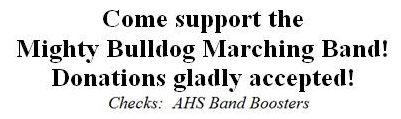 Come support the
Mighty Bulldog Marching Band!
Donations gladly accepted!
Checks:  AHS Band Boosters